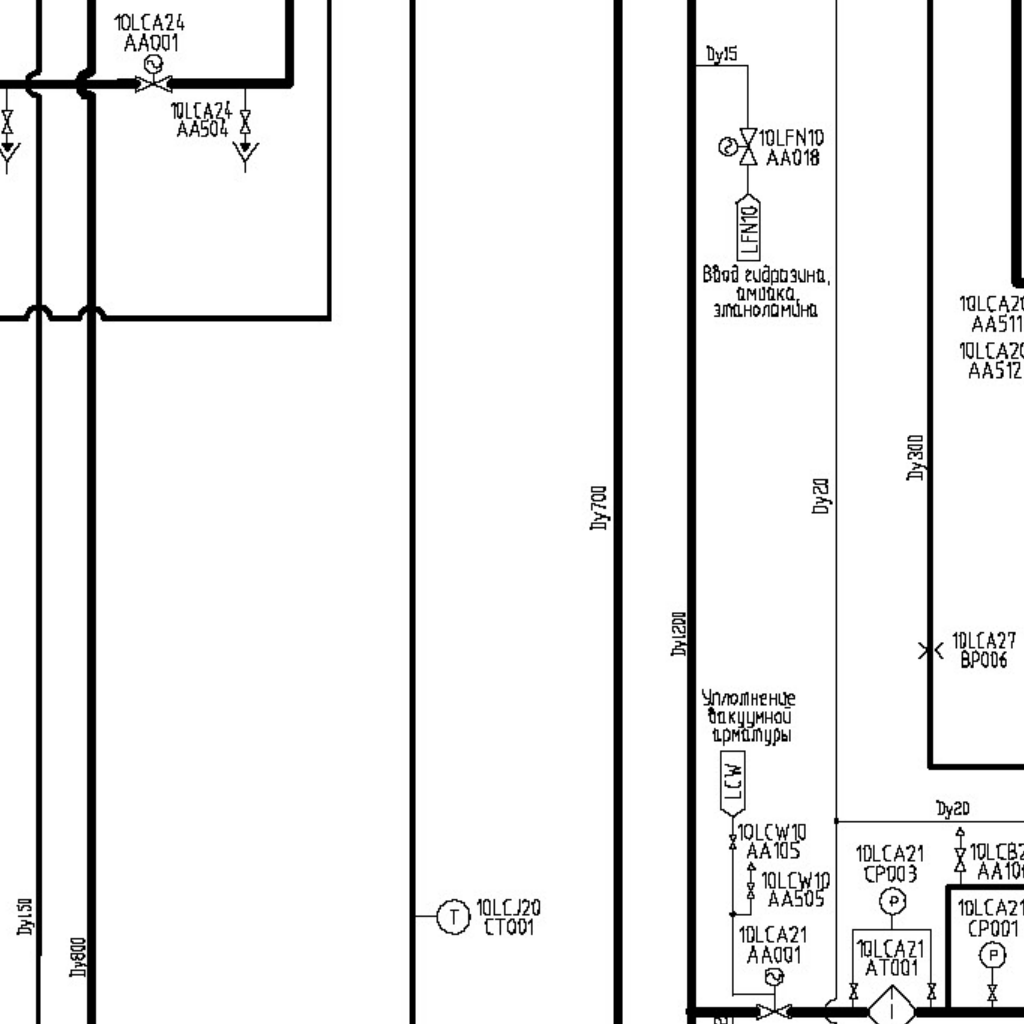 10LCA24
AA001
10LCA24
AA504
Dy15
10LFN10
AA018
LFN10
Ввод гидразина,
амиака,
этаноламина
10LCA20
AA511
10LCA20
AA512
Dy300
Dy20
Dy700
Dy1200
10LCA27
BP006
Уплотнение
вакуумной
арматуры
LCW
Dy20
10LCW10
AA105
10LCA21
CP003
10LCB2
AA10
10LCW10
AA505
P
T
10LCJ20
CT001
10LCA21
CP001
Dy150
Dy800
10LCA21
AA001
10LCA21
AT001
P